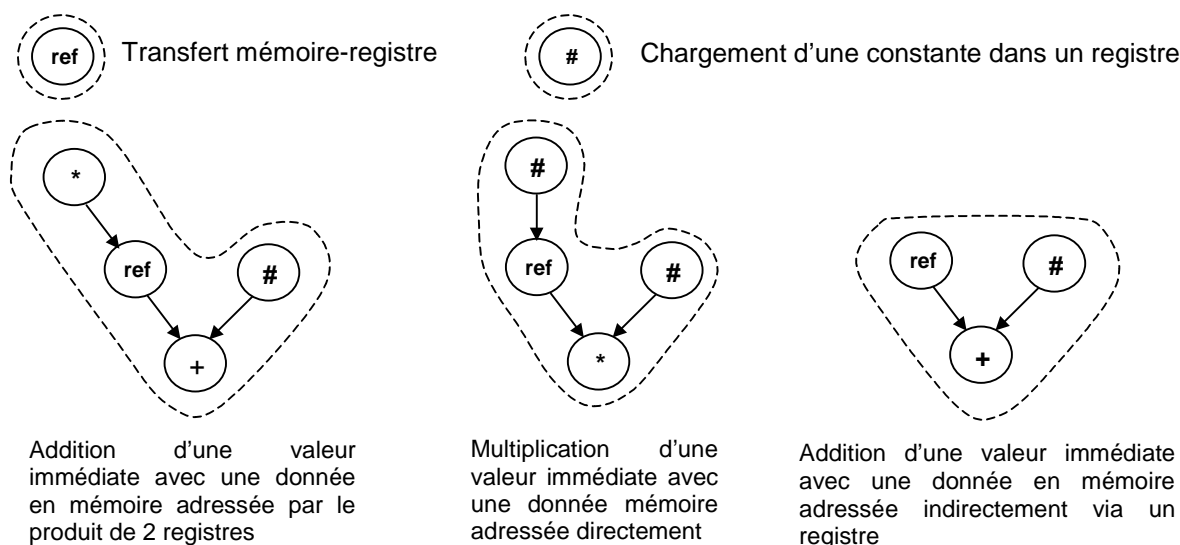 ref Transfert mémoire-registre
# Chargement d'une constante dans un registre
*
ref
#
+
#
ref
#
*
ref
#
+
Addition d'une valeur
immédiate avec une donnée
en mémoire adressée par le
produit de 2 registres
Multiplication d'une
valeur immédiate avec
une donnée mémoire
adressée directement
Addition d'une valeur immédiate
avec une donnée en mémoire
adressée indirectement via un
registre